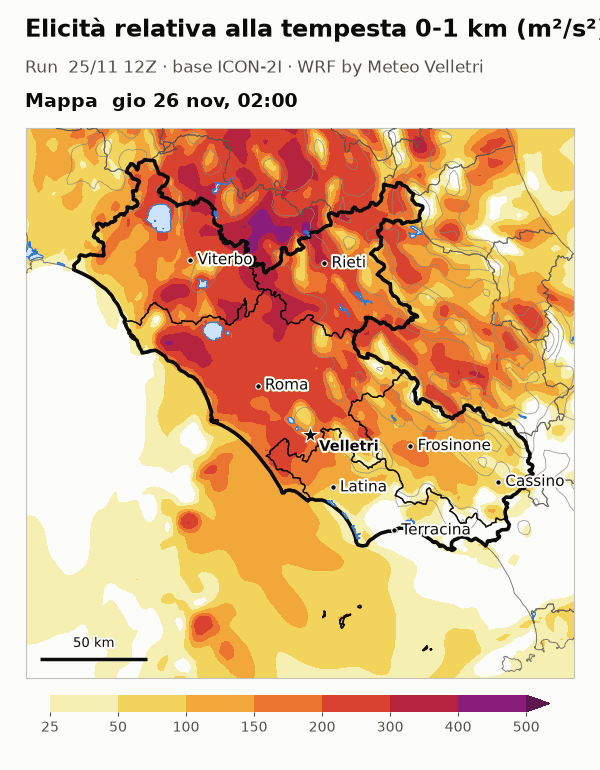 Elicità relativa alla tempesta 0-1 km (m²/s²)
Run 25/11 12Z · base ICON-2I · WRF by Meteo Velletri
Mappa gio 26 nov, 02:00
Viterbo
Rieti
Roma
Velletri
Frosinone
Latina
Cassino
Terracina
50 km
25 50 100 150 200 300 400 500